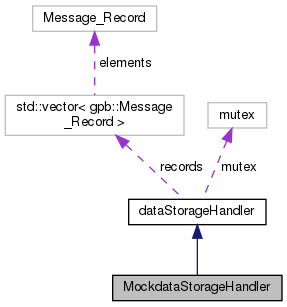 Message_Record
elements
std::vector< gpb::Message
_Record >
mutex
records
mutex
dataStorageHandler
MockdataStorageHandler